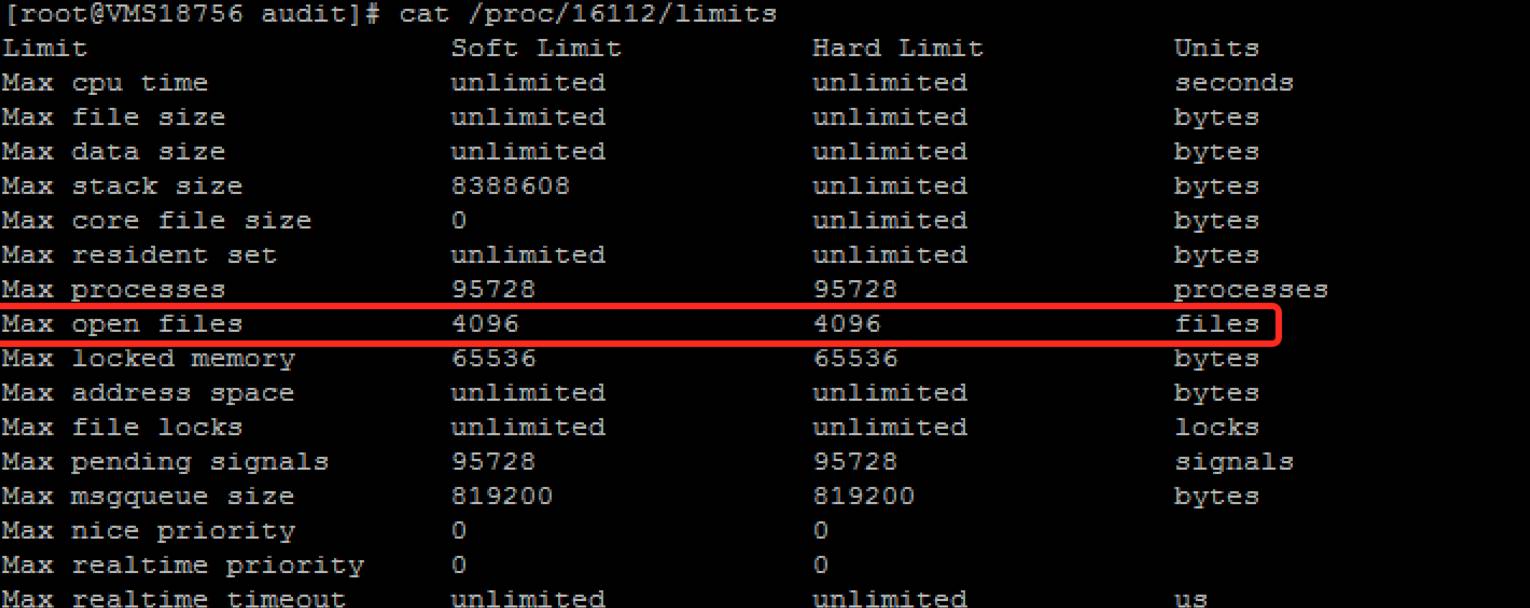 [root@VMS18756 audit]# cat /proc/16112/limits
Limit                     Soft Limit           Hard Limit           Units
Max cpu time              unlimited            unlimited            seconds
Max file size             unlimited            unlimited            bytes
Max data size             unlimited            unlimited            bytes
Max stack size            8388608              unlimited            bytes
Max core file size        0                    unlimited            bytes
Max resident set          unlimited            unlimited            bytes
Max processes             95728                95728                processes
Max open files            4096                 4096                 files
Max locked memory         65536                65536                bytes
Max address space         unlimited            unlimited            bytes
Max file locks            unlimited            unlimited            locks
Max pending signals       95728                95728                signals
Max msgqueue size         819200               819200               bytes
Max nice priority         0                    0
Max realtime priority     0                    0
Max realtime timeout      unlimited            unlimited            us